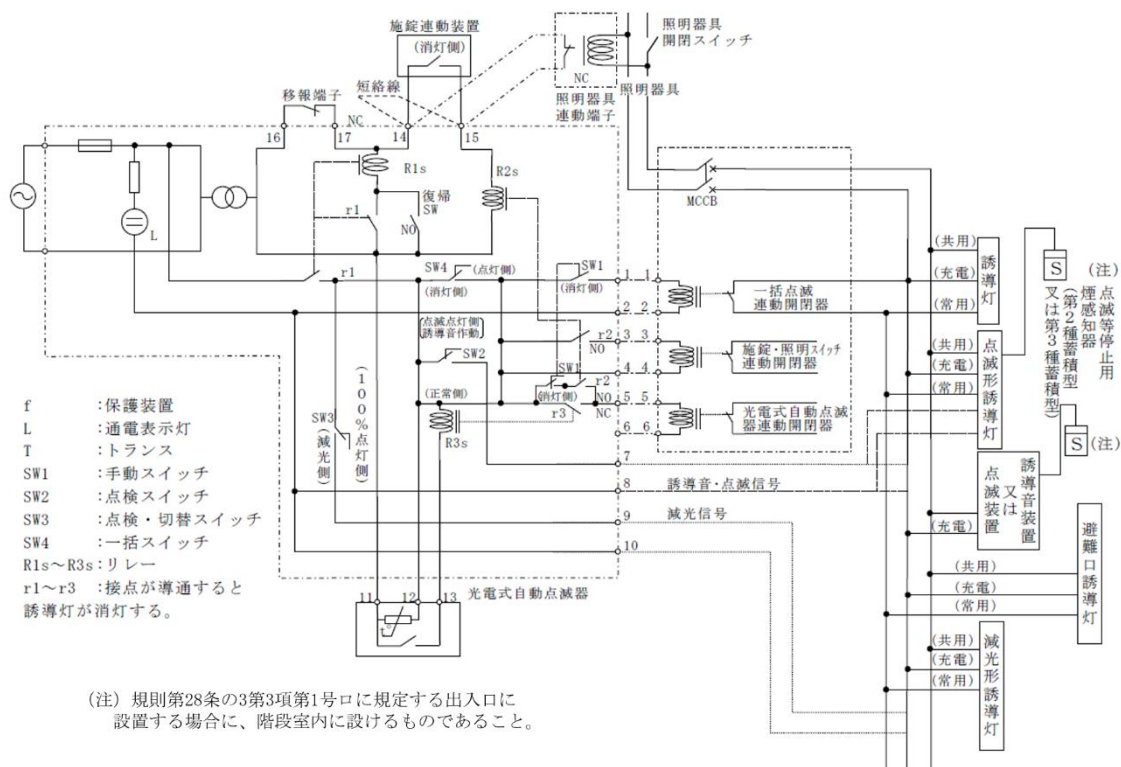 施錠連動装置
(消灯側)
照明器具
開閉スイッチ
NC
短絡線
照明器具
照明器具
連動端子
移報端子
NC
16
17
14
15
R1s
R2s
復帰
SW
r1
NO
L
MCCB
r1
SW4
(点灯側)
(消灯側)
SW1
(消灯側)
1
1
2
2
一括点滅
連動開閉器
点滅点灯側
誘導音作動
SW2
r2
NO
3
3
4
4
施錠・照明スイッチ
連動開閉器
SW1
r2
(消灯側)
NO
NC
(正常側)
r3
R3s
5
5
6
6
光電式自動点滅
器連動開閉器
SW3
(減光側)
(100%点灯側)
7
8
誘導音・点滅信号
9
減光信号
10
11
12
13
光電式自動点滅器
t°
(共用)
(充電)
(常用)
誘導灯
S
(注)
点滅等停止用
煙感知器
(第2種蓄積型
又は第3種蓄積型)
(共用)
(充電)
(常用)
点滅形誘導灯
S
(注)
誘導音装置
又は
点滅装置
(充電)
(共用)
(充電)
(常用)
避難口誘導灯
(共用)
(充電)
(常用)
減光形誘導灯
f :保護装置
L :通電表示灯
T :トランス
SW1 :手動スイッチ
SW2 :点検スイッチ
SW3 :点検・切替スイッチ
SW4 :一括スイッチ
R1s～R3s:リレー
r1～r3 :接点が導通すると
誘導灯が消灯する。
(注) 規則第28条の3第3項第1号ロに規定する出入口に
設置する場合に、階段室内に設けるものであること。